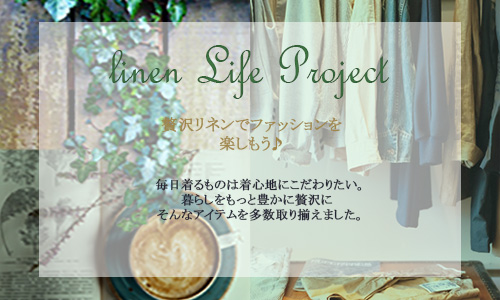 linen Life Project
贅沢リネンでファッションを
楽しもう♪
毎日着るものは着心地にこだわりたい。
暮らしをもっと豊かに贅沢に
そんなアイテムを多数取り揃えました。